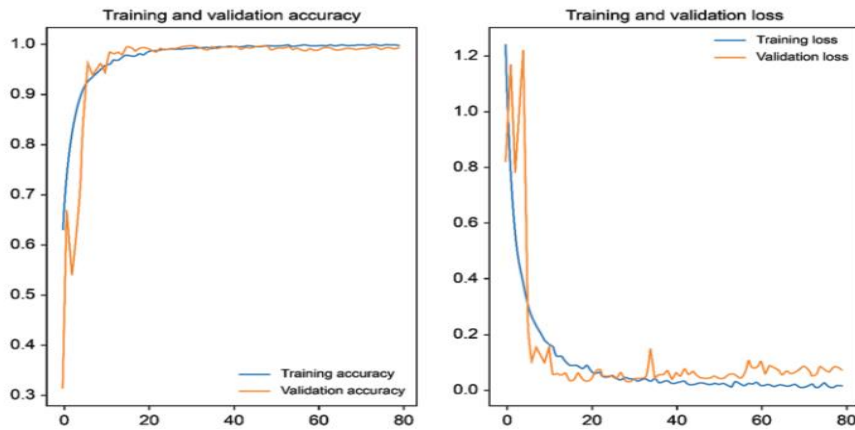 Training and validation accuracy
1.0
0.9
0.8
0.7
0.6
0.5
0.4
0.3
Training accuracy
Validation accuracy
0 20 40 60 80
Training and validation loss
1.2
1.0
0.8
0.6
0.4
0.2
0.0
Training loss
Validation loss
0 20 40 60 80